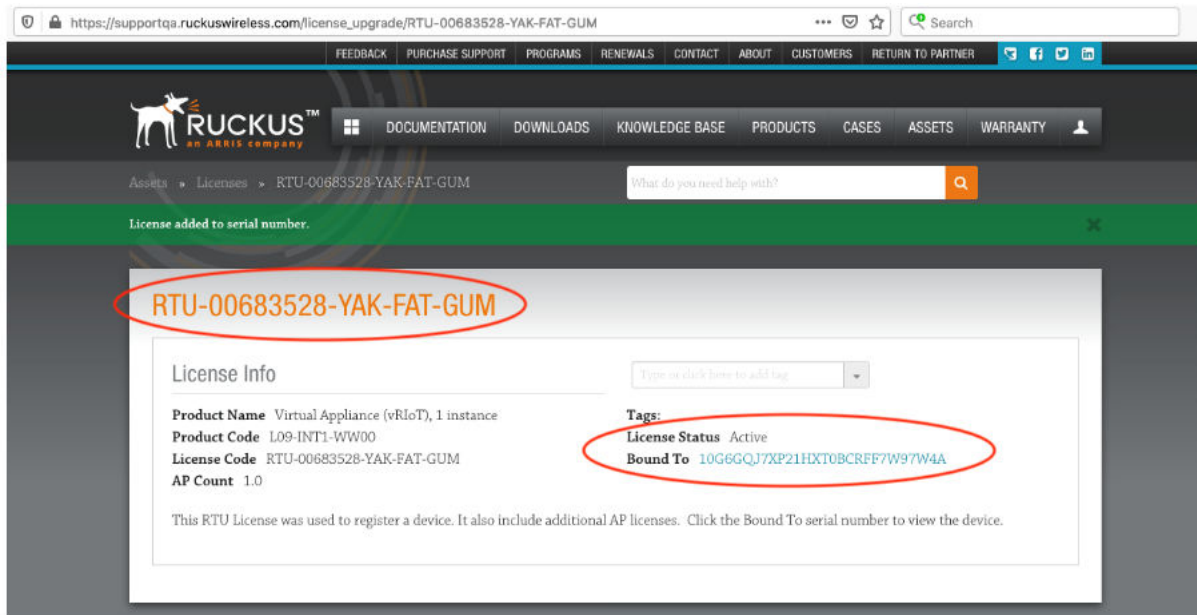 https://supportqa.ruckuswireless.com/license_upgrade/RTU-00683528-YAK-FAT-GUM
Search
FEEDBACK PURCHASE SUPPORT PROGRAMS RENEWALS CONTACT ABOUT CUSTOMERS RETURN TO PARTNER
RUCKUS™
an ARRIS company
DOCUMENTATION DOWNLOADS KNOWLEDGE BASE PRODUCTS CASES ASSETS WARRANTY
Assets » Licenses » RTU-00683528-YAK-FAT-GUM
What do you need help with?
License added to serial number.
RTU-00683528-YAK-FAT-GUM
License Info
Type or click here to add tag
Product Name Virtual Appliance (vRIoT), 1 instance
Tags:
Product Code L09-INT1-WW00
License Status Active
License Code RTU-00683528-YAK-FAT-GUM
Bound To 10G6GQJ7XP21HXT0BCRFF7W97W4A
AP Count 1.0
This RTU License was used to register a device. It also include additional AP licenses. Click the Bound To serial number to view the device.